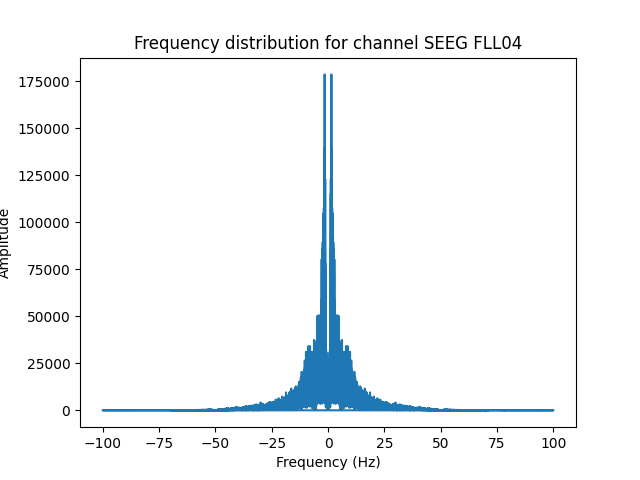 Frequency distribution for channel SEEG FLL04
175000
150000
125000
100000
75000
50000
25000
0
Amplitude
−100 −75 −50 −25 0 25 50 75 100
Frequency (Hz)